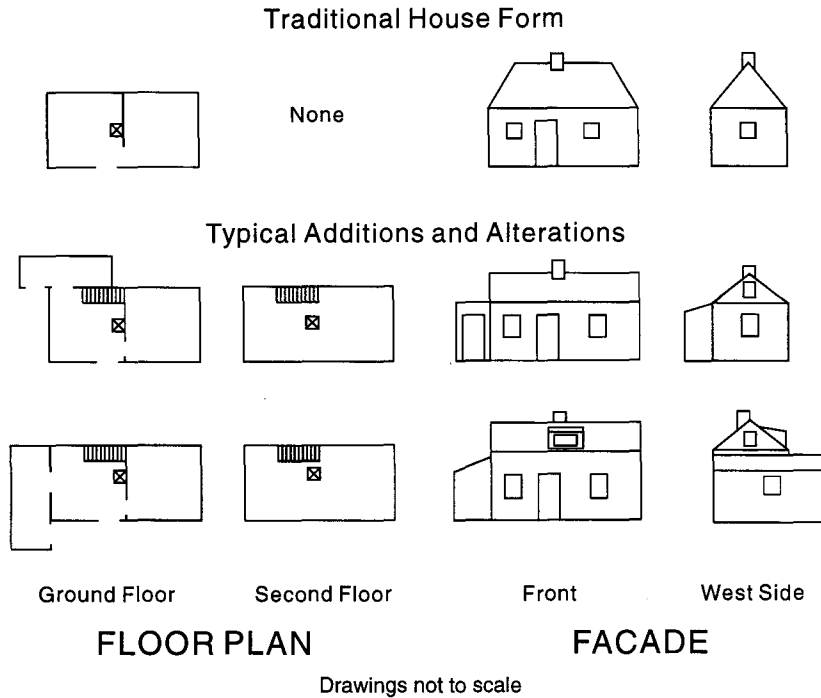 Traditional House Form
None
Typical Additions and Alterations
Ground Floor Second Floor Front West Side
FLOOR PLAN FACADE
Drawings not to scale